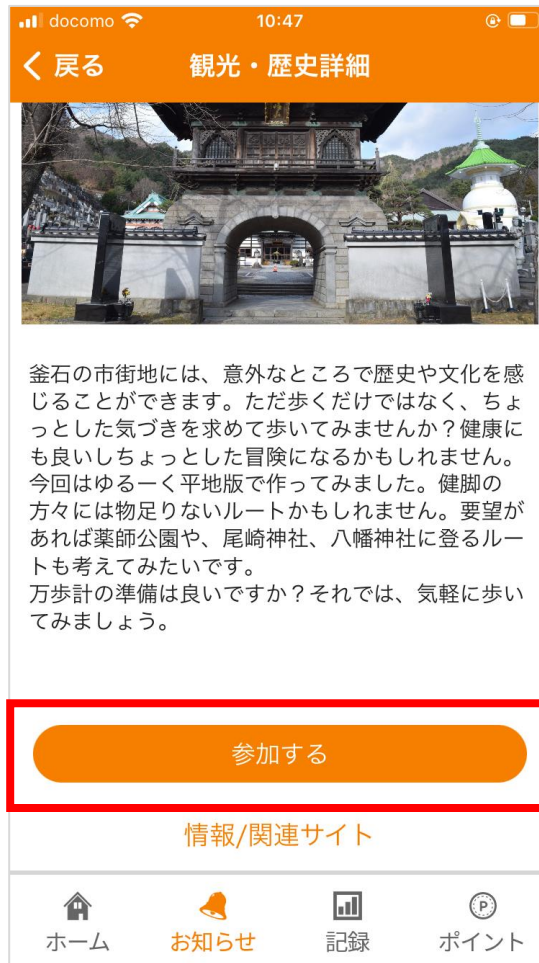 docomo 10:47
戻る 観光・歴史詳細
釜石の市街地には、意外なところで歴史や文化を感
じることができます。ただ歩くだけではなく、ちょ
っとした気づきを求めて歩いてみませんか？健康に
も良いしちょっとした冒険になるかもしれません。
今回はゆるーく平地版で作ってみました。健脚の
方々には物足りないルートかもしれません。要望が
あれば薬師公園や、尾崎神社、八幡神社に登るルー
トも考えてみたいです。
万歩計の準備は良いですか？それでは、気軽に歩い
てみましょう。
参加する
情報/関連サイト
ホーム お知らせ 記録 P ポイント